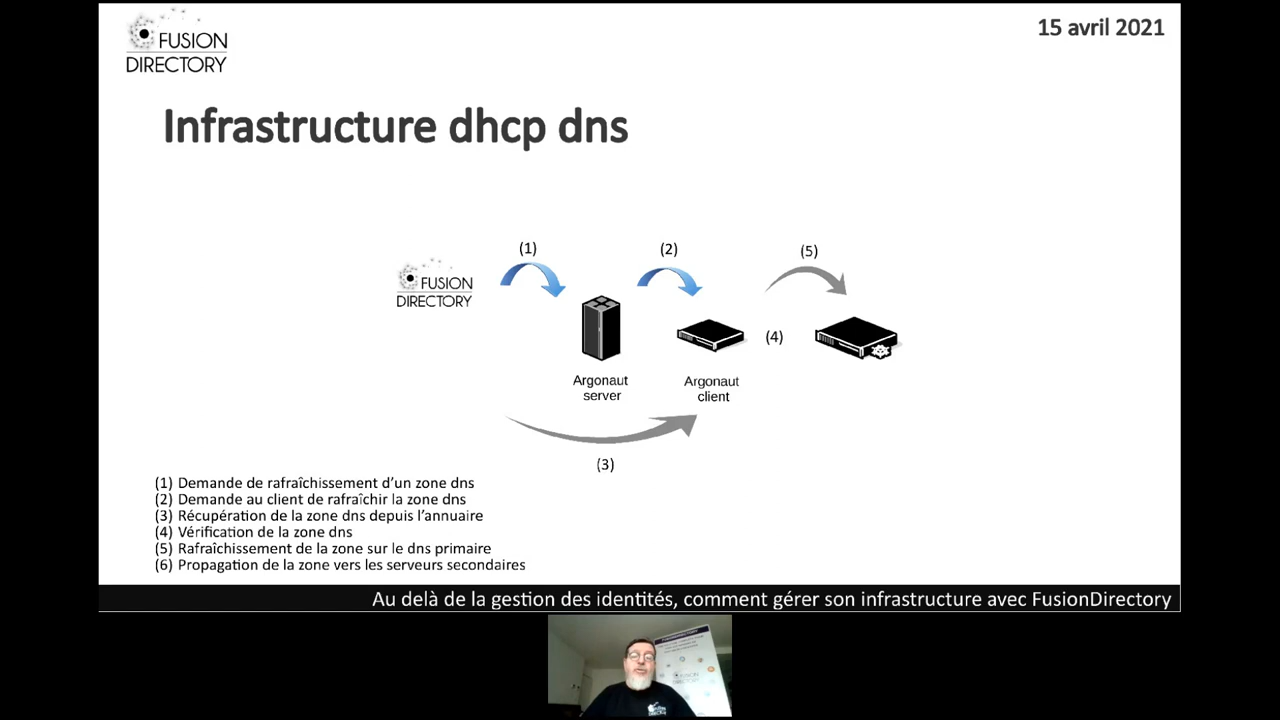 FUSION
DIRECTORY
15 avril 2021
Infrastructure dhcp dns
(1)
(2)
(5)
FUSION
DIRECTORY
(4)
Argonaut
server
Argonaut
client
(3)
(1) Demande de rafraîchissement d’un zone dns
(2) Demande au client de rafraîchir la zone dns
(3) Récupération de la zone dns depuis l’annuaire
(4) Vérification de la zone dns
(5) Rafraîchissement de la zone sur le dns primaire
(6) Propagation de la zone vers les serveurs secondaires
Au delà de la gestion des identités, comment gérer son infrastructure avec FusionDirectory
FUSION
DIRECTORY